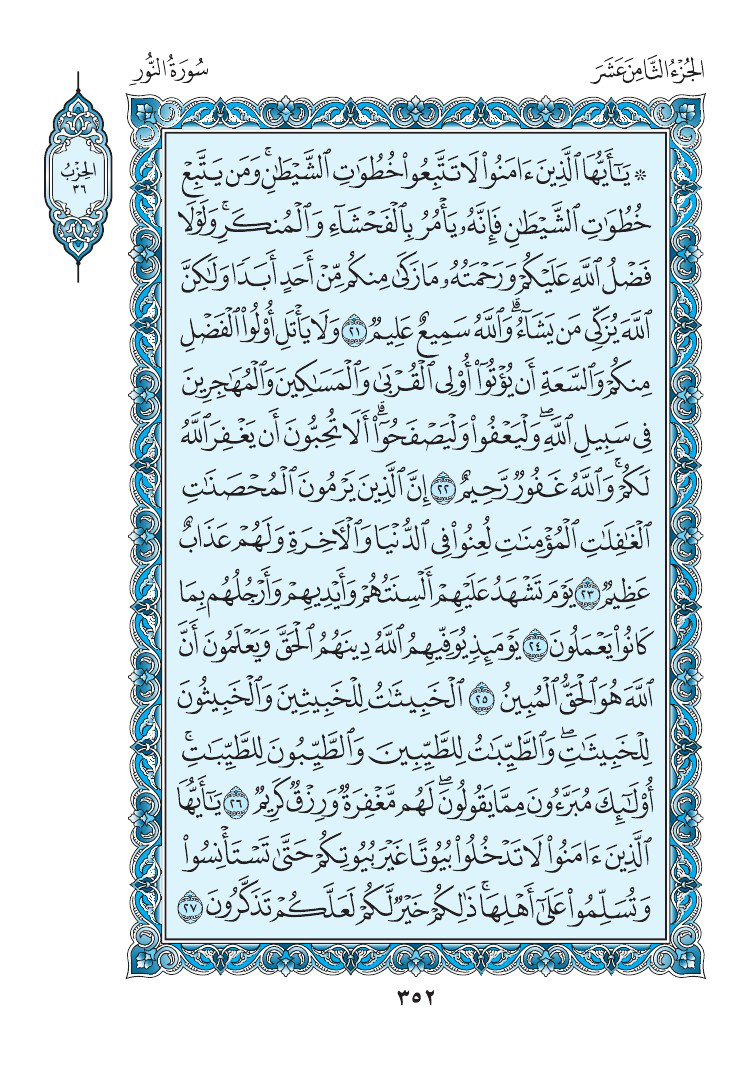 الجُزْءُ الثَّامِنَ عَشَرَ
سُورَةُ النُّورِ
الحِزْبُ
٣٦
۞ يَٰٓأَيُّهَا ٱلَّذِينَ ءَامَنُوا۟ لَا تَتَّبِعُوا۟ خُطُوَٰتِ ٱلشَّيْطَٰنِ ۚ وَمَن يَتَّبِعْ
خُطُوَٰتِ ٱلشَّيْطَٰنِ فَإِنَّهُۥ يَأْمُرُ بِٱلْفَحْشَآءِ وَٱلْمُنكَرِ ۚ وَلَوْلَا
فَضْلُ ٱللَّهِ عَلَيْكُمْ وَرَحْمَتُهُۥ مَا زَكَىٰ مِنكُم مِّنْ أَحَدٍ أَبَدًا وَلَٰكِنَّ
ٱللَّهَ يُزَكِّى مَن يَشَآءُ ۗ وَٱللَّهُ سَمِيعٌ عَلِيمٌ ٢١ وَلَا يَأْتَلِ أُو۟لُوا۟ ٱلْفَضْلِ
مِنكُمْ وَٱلسَّعَةِ أَن يُؤْتُوٓا۟ أُو۟لِى ٱلْقُرْبَىٰ وَٱلْمَسَٰكِينَ وَٱلْمُهَٰجِرِينَ
فِى سَبِيلِ ٱللَّهِ ۖ وَلْيَعْفُوا۟ وَلْيَصْفَحُوٓا۟ ۗ أَلَا تُحِبُّونَ أَن يَغْفِرَ ٱللَّهُ
لَكُمْ ۚ وَٱللَّهُ غَفُورٌ رَّحِيمٌ ٢٢ إِنَّ ٱلَّذِينَ يَرْمُونَ ٱلْمُحْصَنَٰتِ
ٱلْغَٰفِلَٰتِ ٱلْمُؤْمِنَٰتِ لُعِنُوا۟ فِى ٱلدُّنْيَا وَٱلْءَاخِرَةِ وَلَهُمْ عَذَابٌ
عَظِيمٌ ٢٣ يَوْمَ تَشْهَدُ عَلَيْهِمْ أَلْسِنَتُهُمْ وَأَيْدِيهِمْ وَأَرْجُلُهُم بِمَا
كَانُوا۟ يَعْمَلُونَ ٢٤ يَوْمَئِذٍ يُوَفِّيهِمُ ٱللَّهُ دِينَهُمُ ٱلْحَقَّ وَيَعْلَمُونَ أَنَّ
ٱللَّهَ هُوَ ٱلْحَقُّ ٱلْمُبِينُ ٢٥ ٱلْخَبِيثَٰتُ لِلْخَبِيثِينَ وَٱلْخَبِيثُونَ
لِلْخَبِيثَٰتِ ۖ وَٱلطَّيِّبَٰتُ لِلطَّيِّبِينَ وَٱلطَّيِّبُونَ لِلطَّيِّبَٰتِ ۚ
أُو۟لَٰٓئِكَ مُبَرَّءُونَ مِمَّا يَقُولُونَ ۖ لَهُم مَّغْفِرَةٌ وَرِزْقٌ كَرِيمٌ ٢٦ يَٰٓأَيُّهَا
ٱلَّذِينَ ءَامَنُوا۟ لَا تَدْخُلُوا۟ بُيُوتًا غَيْرَ بُيُوتِكُمْ حَتَّىٰ تَسْتَأْنِسُوا۟
وَتُسَلِّمُوا۟ عَلَىٰٓ أَهْلِهَا ۚ ذَٰلِكُمْ خَيْرٌ لَّكُمْ لَعَلَّكُمْ تَذَكَّرُونَ ٢٧
٣٥٢